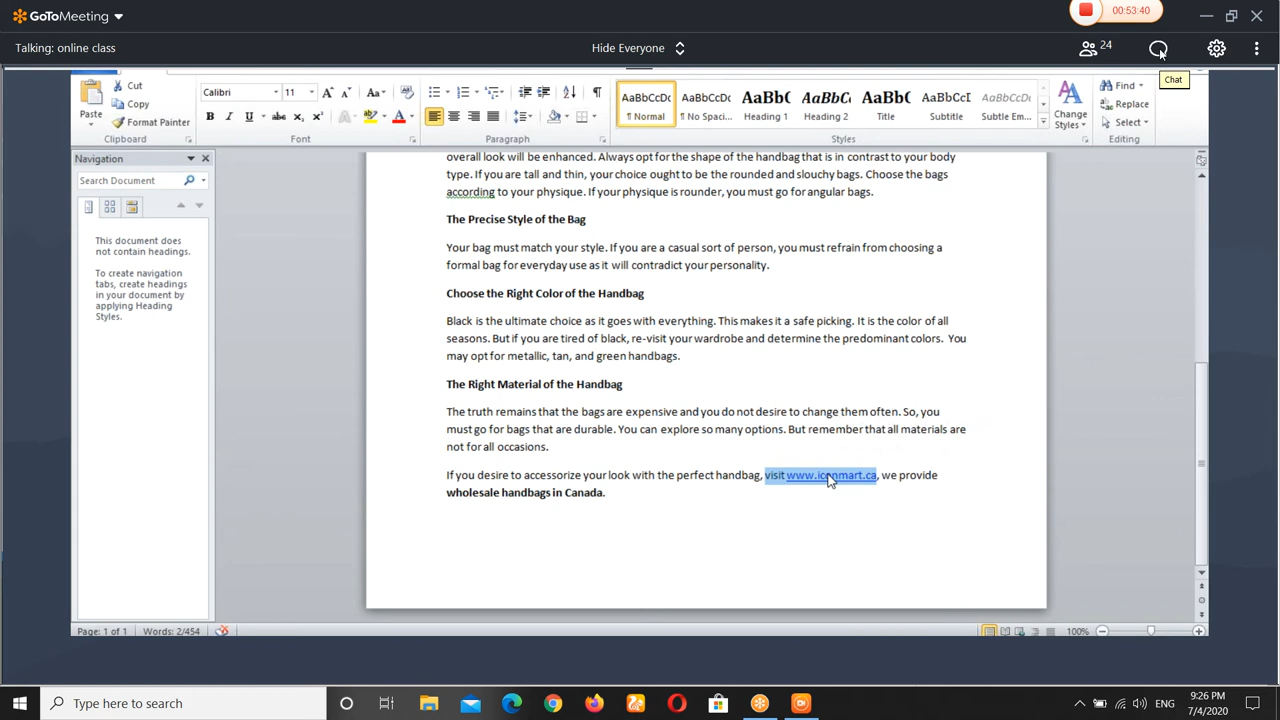 GoToMeeting
00:53:40
Talking: online class
Hide Everyone
24
Chat
Paste
Cut
Copy
Format Painter
Clipboard
Calibri
11
Font
Paragraph
AaBbCcDc
¶ Normal
AaBbCcDc
¶ No Spaci...
AaBbC
Heading 1
AaBbCc
Heading 2
AaBbC
Title
AaBbCcI
Subtitle
AaBbCcDc
Subtle Em...
Change Styles
Styles
Find
Replace
Select
Editing
Navigation
Search Document
This document does
not contain headings.
To create navigation
tabs, create headings
in your document by
applying Heading
Styles.
overall look will be enhanced. Always opt for the shape of the handbag that is in contrast to your body
type. If you are tall and thin, your choice ought to be the rounded and slouchy bags. Choose the bags
according to your physique. If your physique is rounder, you must go for angular bags.
The Precise Style of the Bag
Your bag must match your style. If you are a casual sort of person, you must refrain from choosing a
formal bag for everyday use as it will contradict your personality.
Choose the Right Color of the Handbag
Black is the ultimate choice as it goes with everything. This makes it a safe picking. It is the color of all
seasons. But if you are tired of black, re-visit your wardrobe and determine the predominant colors. You
may opt for metallic, tan, and green handbags.
The Right Material of the Handbag
The truth remains that the bags are expensive and you do not desire to change them often. So, you
must go for bags that are durable. You can explore so many options. But remember that all materials are
not for all occasions.
If you desire to accessorize your look with the perfect handbag, visit www.iconmart.ca, we provide
wholesale handbags in Canada.
Page: 1 of 1
Words: 2/454
100%
Type here to search
ENG
9:26 PM
7/4/2020